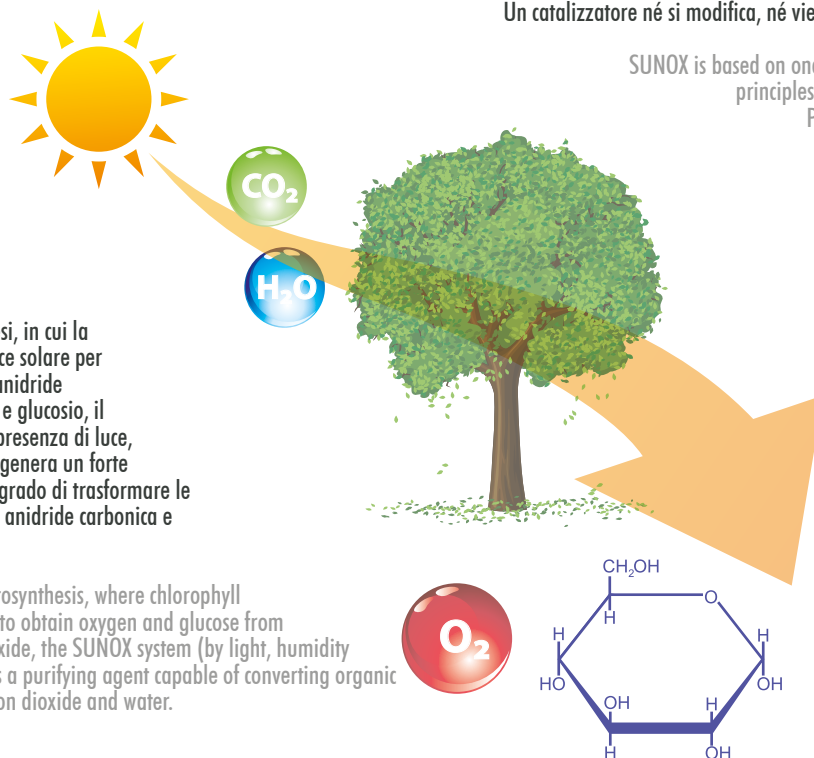 Un catalizzatore né si modifica, né vie
SUNOX is based on one
principles
P
CO₂
H₂O
si, in cui la
ce solare per
anidride
e glucosio, il
presenza di luce,
genera un forte
grado di trasformare le
anidride carbonica e
tosynthesis, where chlorophyll
to obtain oxygen and glucose from
xide, the SUNOX system (by light, humidity
s a purifying agent capable of converting organic
on dioxide and water.
O₂
CH₂OH
O
H
H
H
HO
OH
OH
H
H
OH